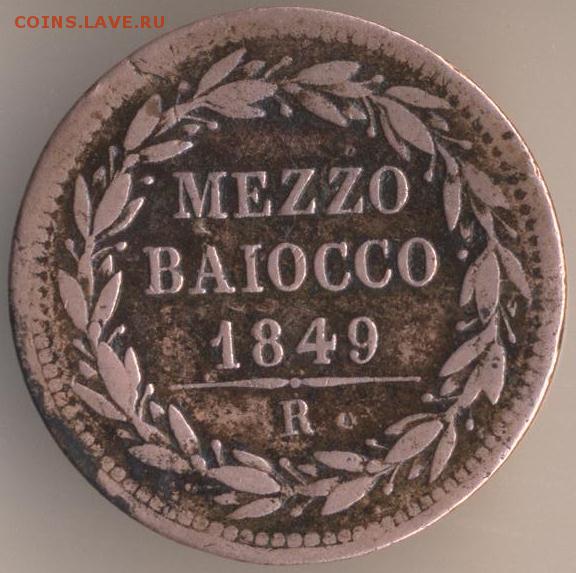 COINS.LAVE.RU
MEZZO
BAIOCCO
1849
R